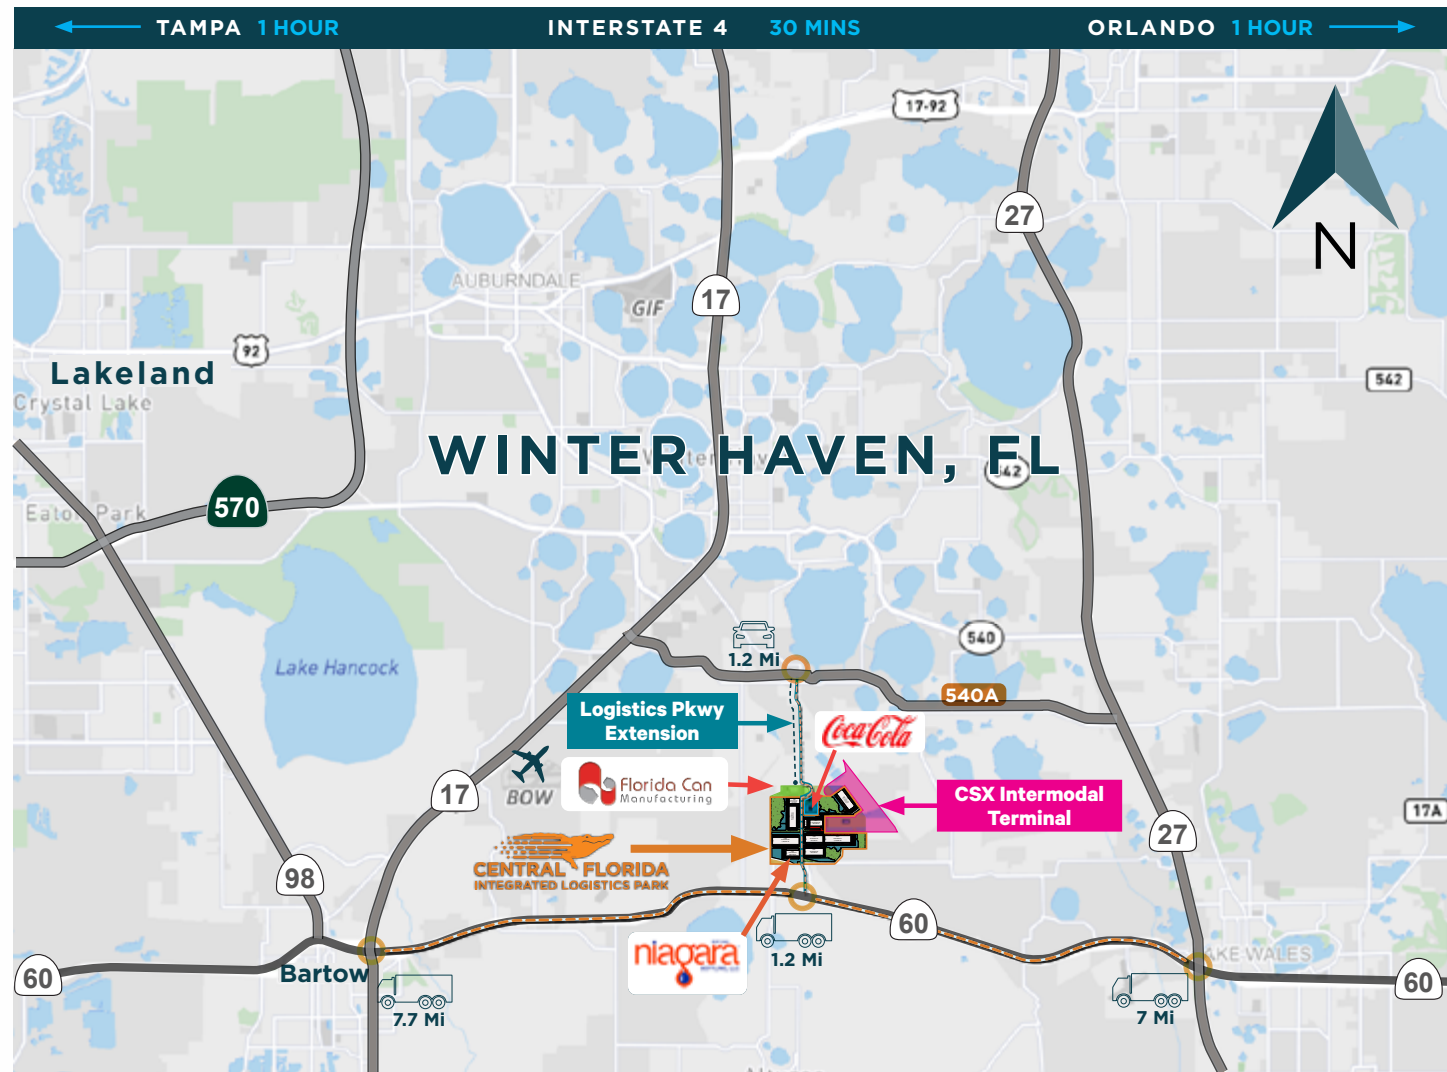 TAMPA 1 HOUR
INTERSTATE 4 30 MINS
ORLANDO 1 HOUR
17-92
27
N
AUBURNDALE
GIF
17
92
Lakeland
Crystal Lake
542
WINTER HAVEN, FL
542
570
Eaton Park
Lake Hancock
1.2 Mi
540
540A
Logistics Pkwy
Extension
Coca-Cola
BOW
Florida Can
Manufacturing
17
CSX Intermodal
Terminal
17A
27
CENTRAL FLORIDA
INTEGRATED LOGISTICS PARK
98
60
niagara
1.2 Mi
LAKE WALES
60
Bartow
60
7.7 Mi
7 Mi